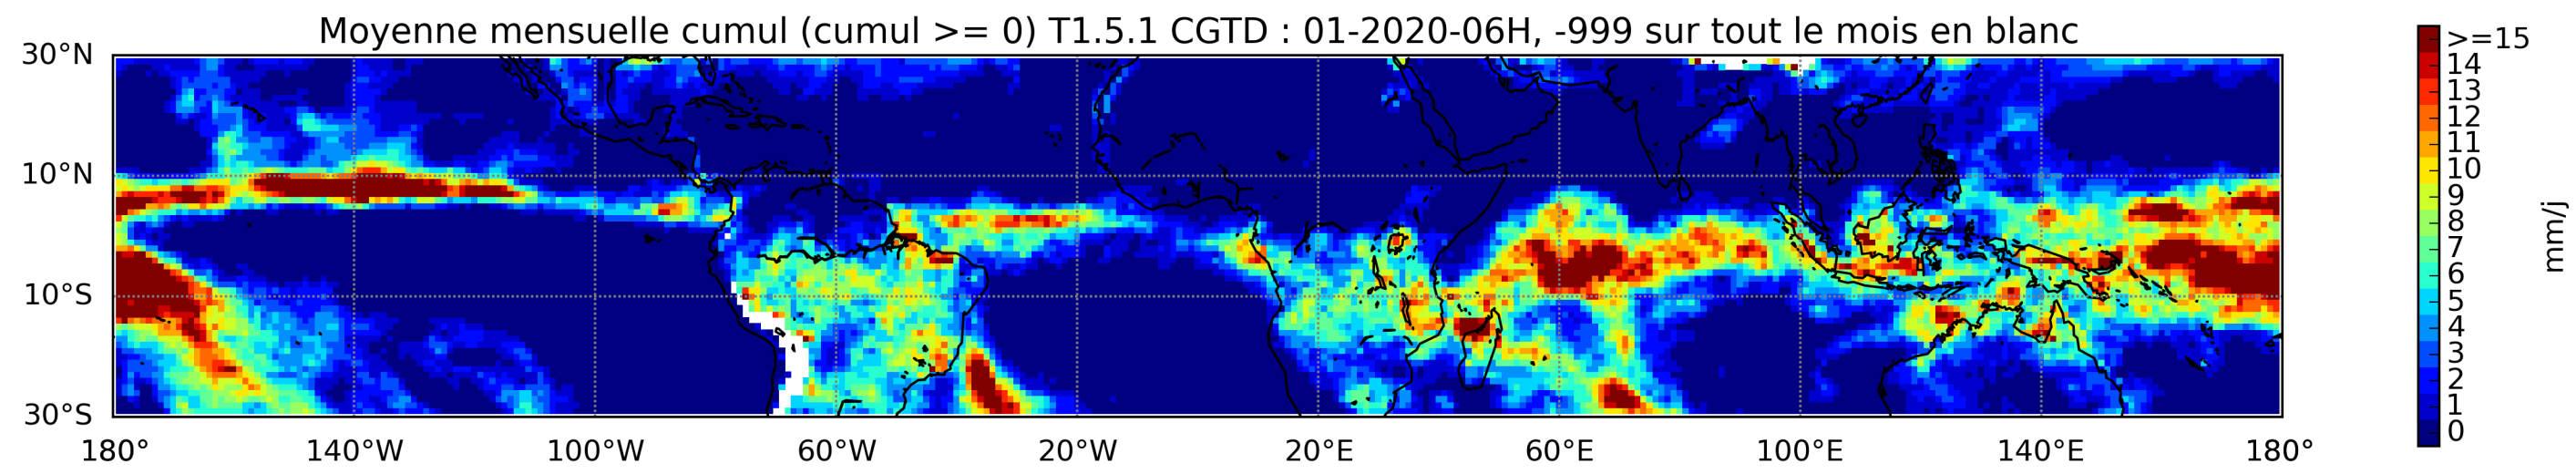 Moyenne mensuelle cumul (cumul >= 0) T1.5.1 CGTD : 01-2020-06H, -999 sur tout le mois en blanc
30°N
10°N
10°S
30°S
180°
140°W
100°W
60°W
20°W
20°E
60°E
100°E
140°E
180°
>=15
14
13
12
11
10
9
8
7
6
5
4
3
2
1
0
mm/j